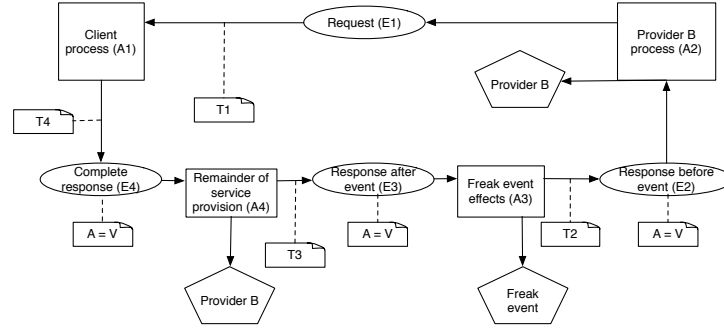 Client
process (A1)
Request (E1)
Provider B
process (A2)
Provider B
T1
T4
Complete
response (E4)
Remainder of
service
provision (A4)
Response after
event (E3)
Freak event
effects (A3)
Response before
event (E2)
A = V
T3
A = V
T2
A = V
Provider B
Freak
event